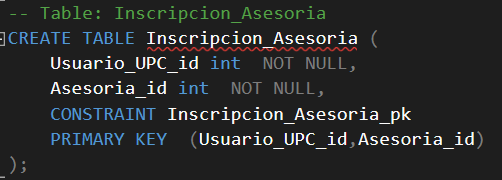 -- Table: Inscripcion_Asesoria
CREATE TABLE Inscripcion_Asesoria (
    Usuario_UPC_id int  NOT NULL,
    Asesoria_id int  NOT NULL,
    CONSTRAINT Inscripcion_Asesoria_pk
    PRIMARY KEY  (Usuario_UPC_id,Asesoria_id)
);